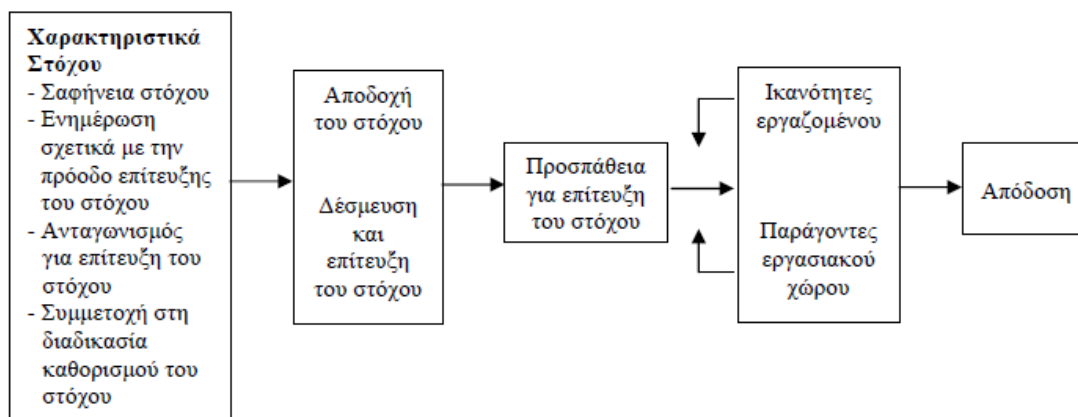 Χαρακτηριστικά
Στόχου
- Σαφήνεια στόχου
- Ενημέρωση
σχετικά με την
πρόοδο επίτευξης
του στόχου
- Ανταγωνισμός
για επίτευξη του
στόχου
- Συμμετοχή στη
διαδικασία
καθορισμού του
στόχου
Αποδοχή
του στόχου
Δέσμευση
και
επίτευξη
του στόχου
Προσπάθεια
για επίτευξη
του στόχου
Ικανότητες
εργαζομένου
Παράγοντες
εργασιακού
χώρου
Απόδοση